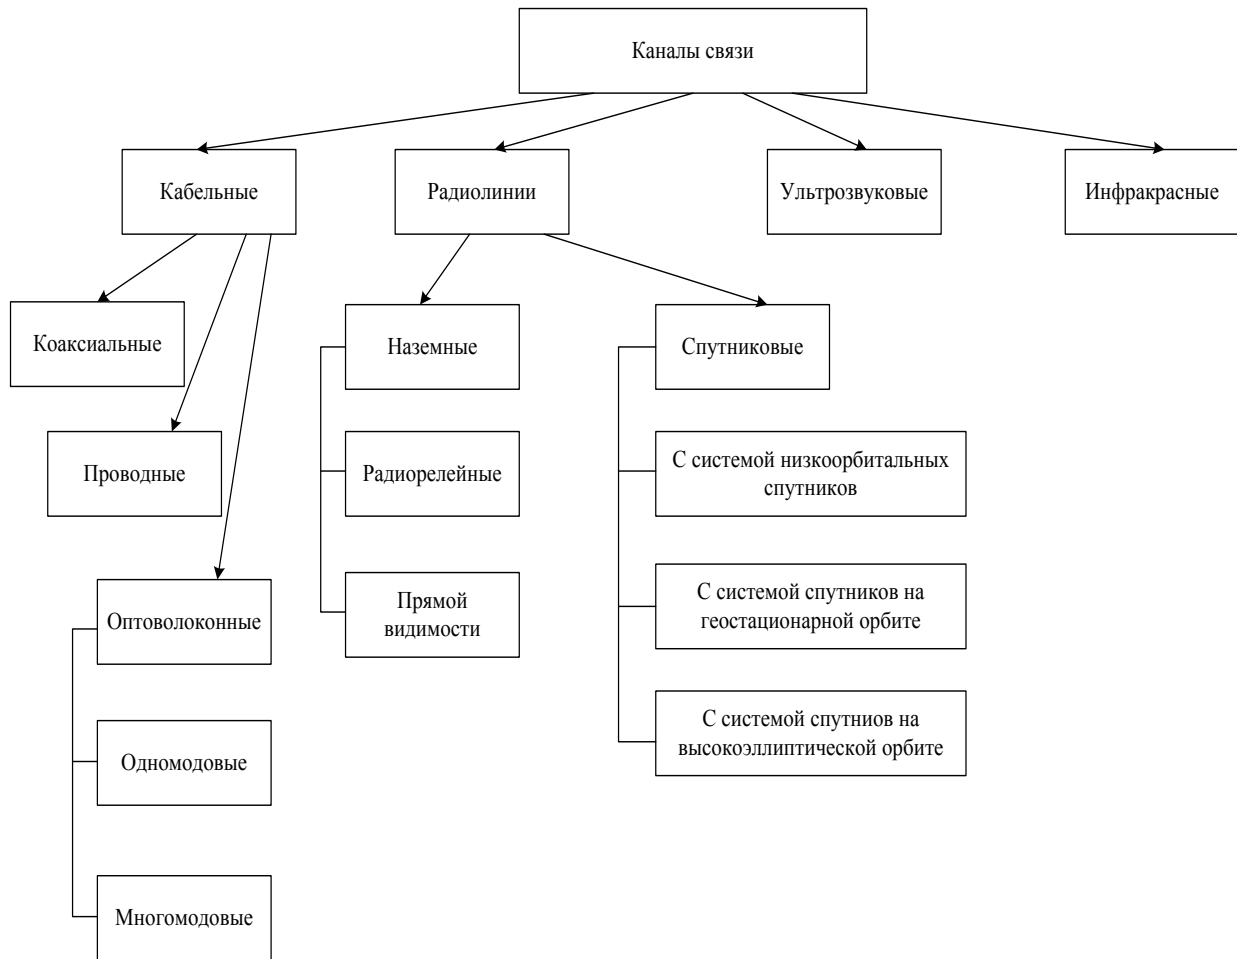 Каналы связи
Кабельные
Радиолинии
Ультрозвуковые
Инфракрасные
Коаксиальные
Наземные
Спутниковые
Проводные
Радиорелейные
С системой низкоорбитальных
спутников
Оптоволоконные
Прямой
видимости
С системой спутников на
геостационарной орбите
Одномодовые
С системой спутниов на
высокоэллиптической орбите
Многомодовые